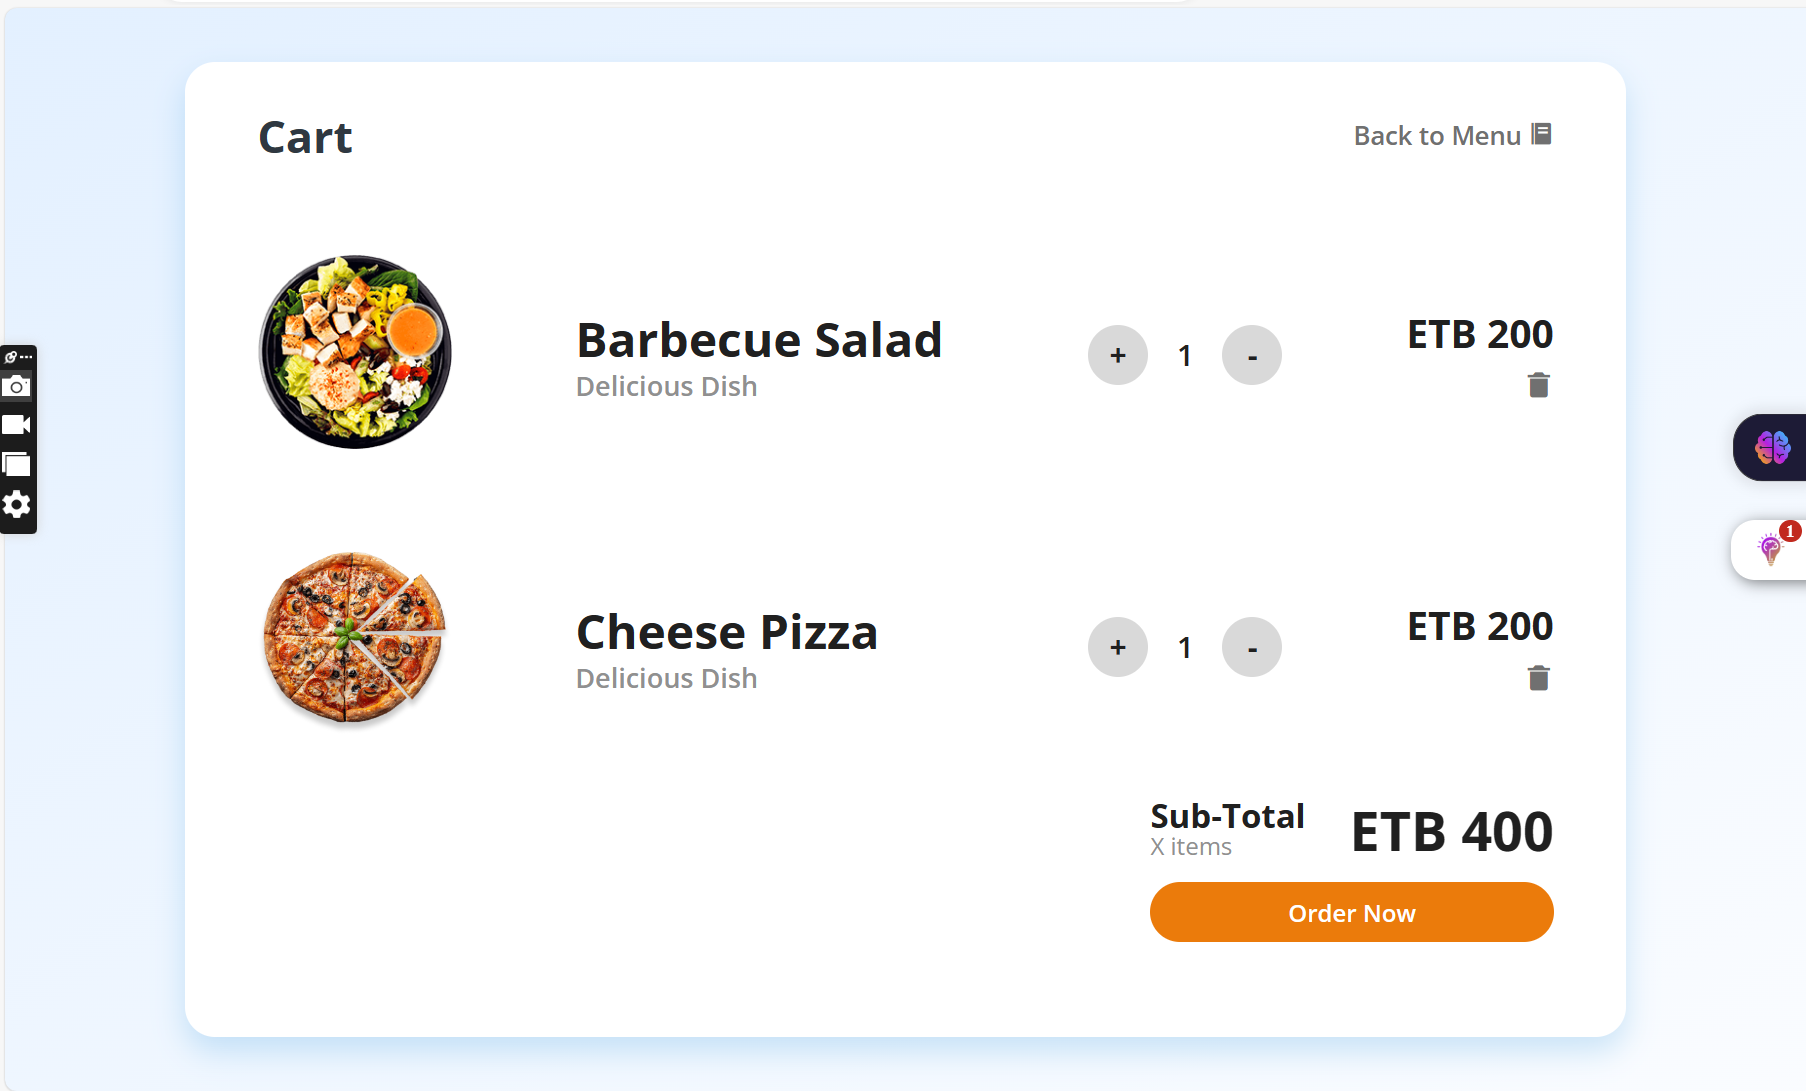 Cart
Back to Menu
Barbecue Salad
Delicious Dish
+ 1 -
ETB 200
Cheese Pizza
Delicious Dish
+ 1 -
ETB 200
Sub-Total
X items
ETB 400
Order Now
1